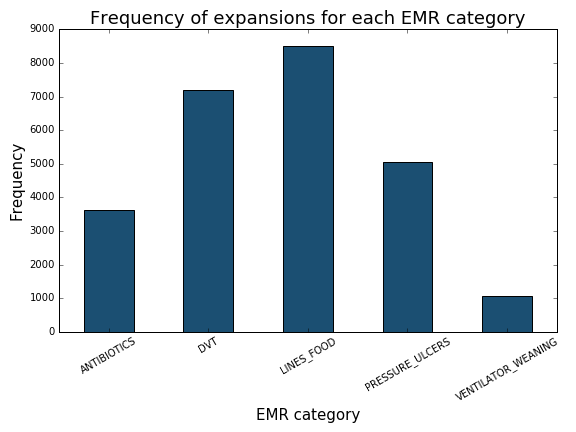 Frequency of expansions for each EMR category
9000
8000
7000
6000
5000
4000
3000
2000
1000
0
Frequency
ANTIBIOTICS
DVT
LINES_FOOD
PRESSURE_ULCERS
VENTILATOR_WEANING
EMR category